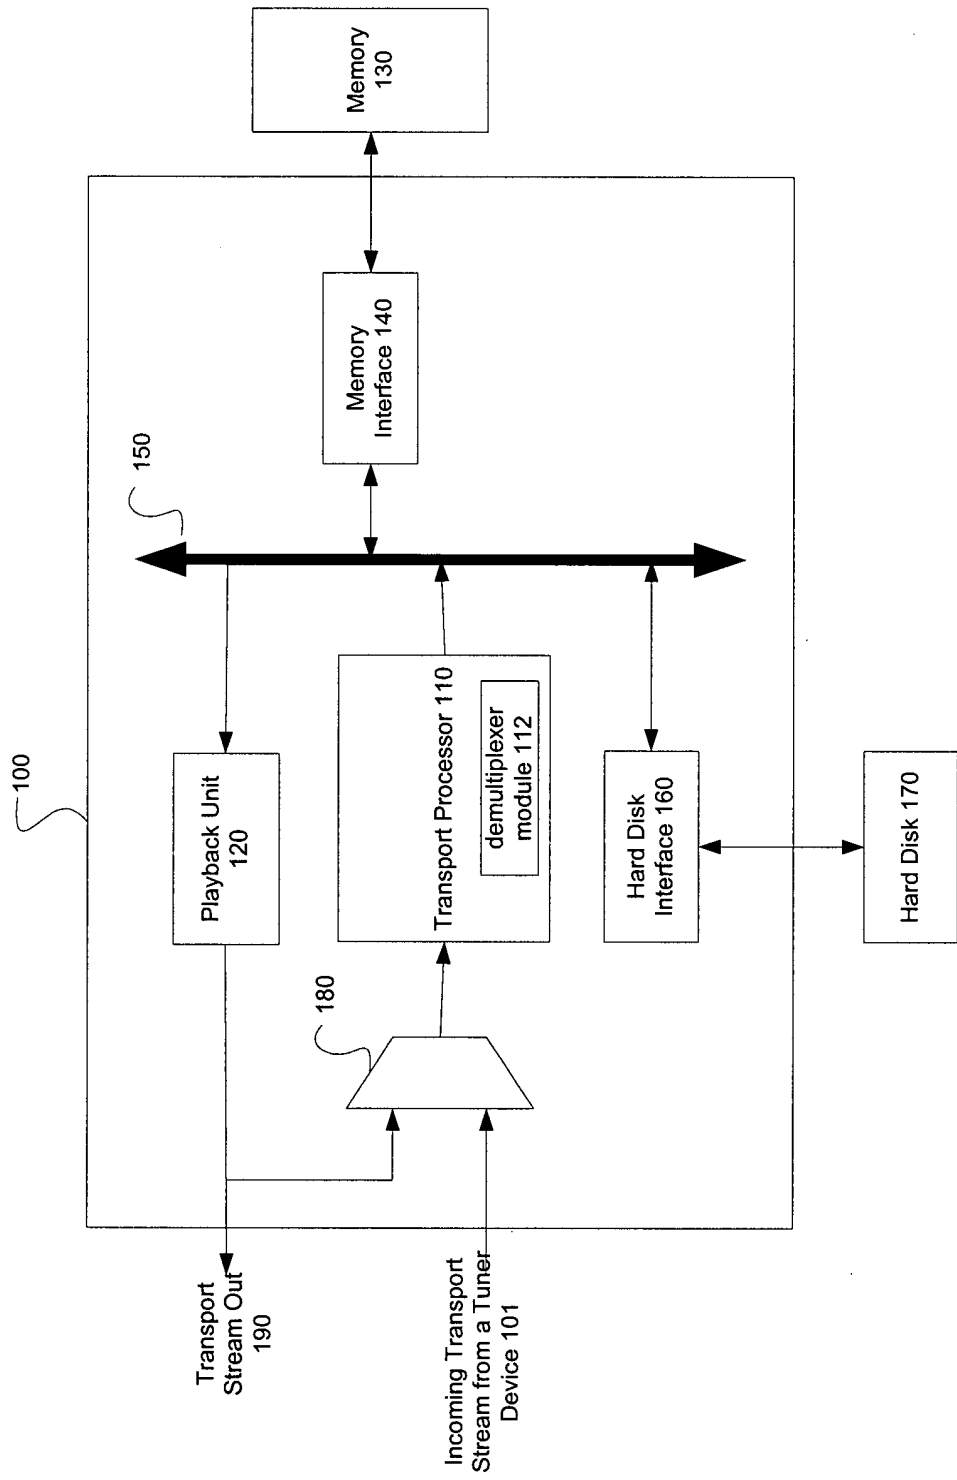 100
150
Playback Unit
120
Transport
Stream Out
190
180
Transport Processor 110
demultiplexer
module 112
Memory
Interface 140
Memory
130
Incoming Transport
Stream from a Tuner
Device 101
Hard Disk
Interface 160
Hard Disk 170